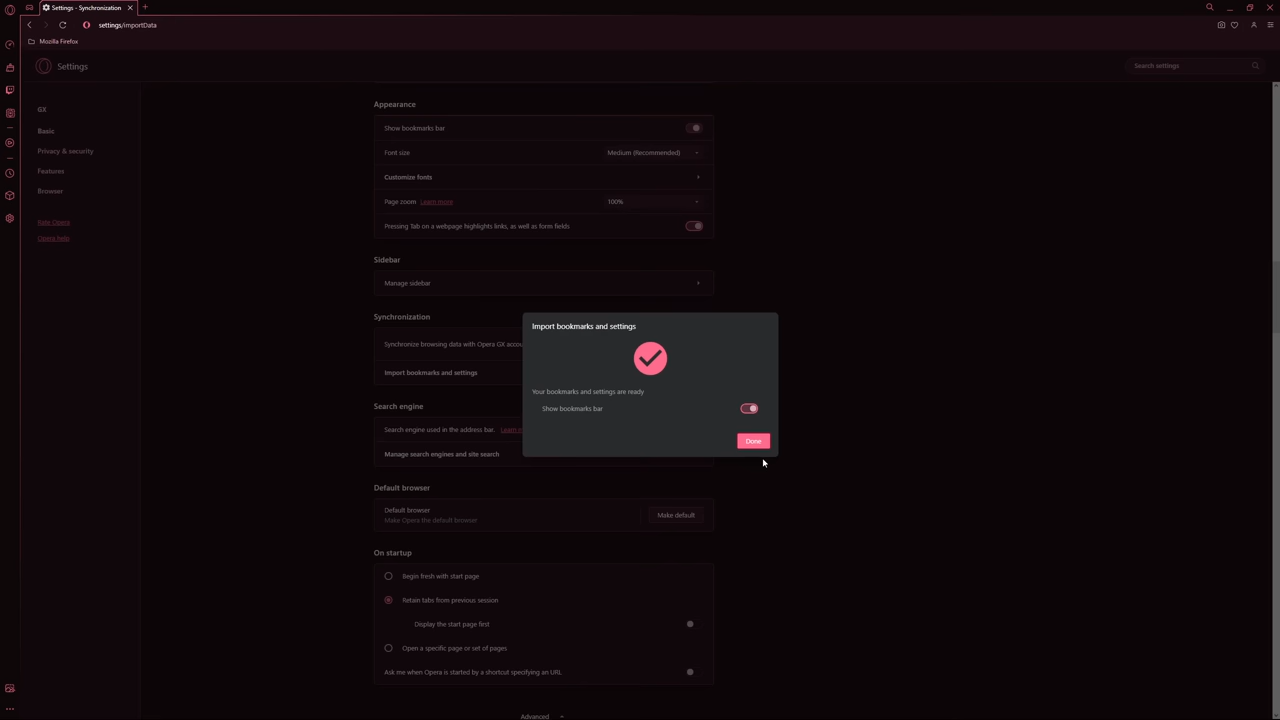 Settings - Synchronization
settings/importData
Mozilla Firefox
Settings
Search settings
GX
Basic
Privacy & security
Features
Browser
Rate Opera
Opera help
Appearance
Show bookmarks bar
Font size
Medium (Recommended)
Customize fonts
Page zoom Learn more
100%
Pressing Tab on a webpage highlights links, as well as form fields
Sidebar
Manage sidebar
Synchronization
Synchronize browsing data with Opera GX accou
Import bookmarks and settings
Import bookmarks and settings
Your bookmarks and settings are ready
Show bookmarks bar
Done
Search engine
Search engine used in the address bar. Learn m
Manage search engines and site search
Default browser
Default browser
Make Opera the default browser
Make default
On startup
Begin fresh with start page
Retain tabs from previous session
Display the start page first
Open a specific page or set of pages
Ask me when Opera is started by a shortcut specifying an URL
Advanced